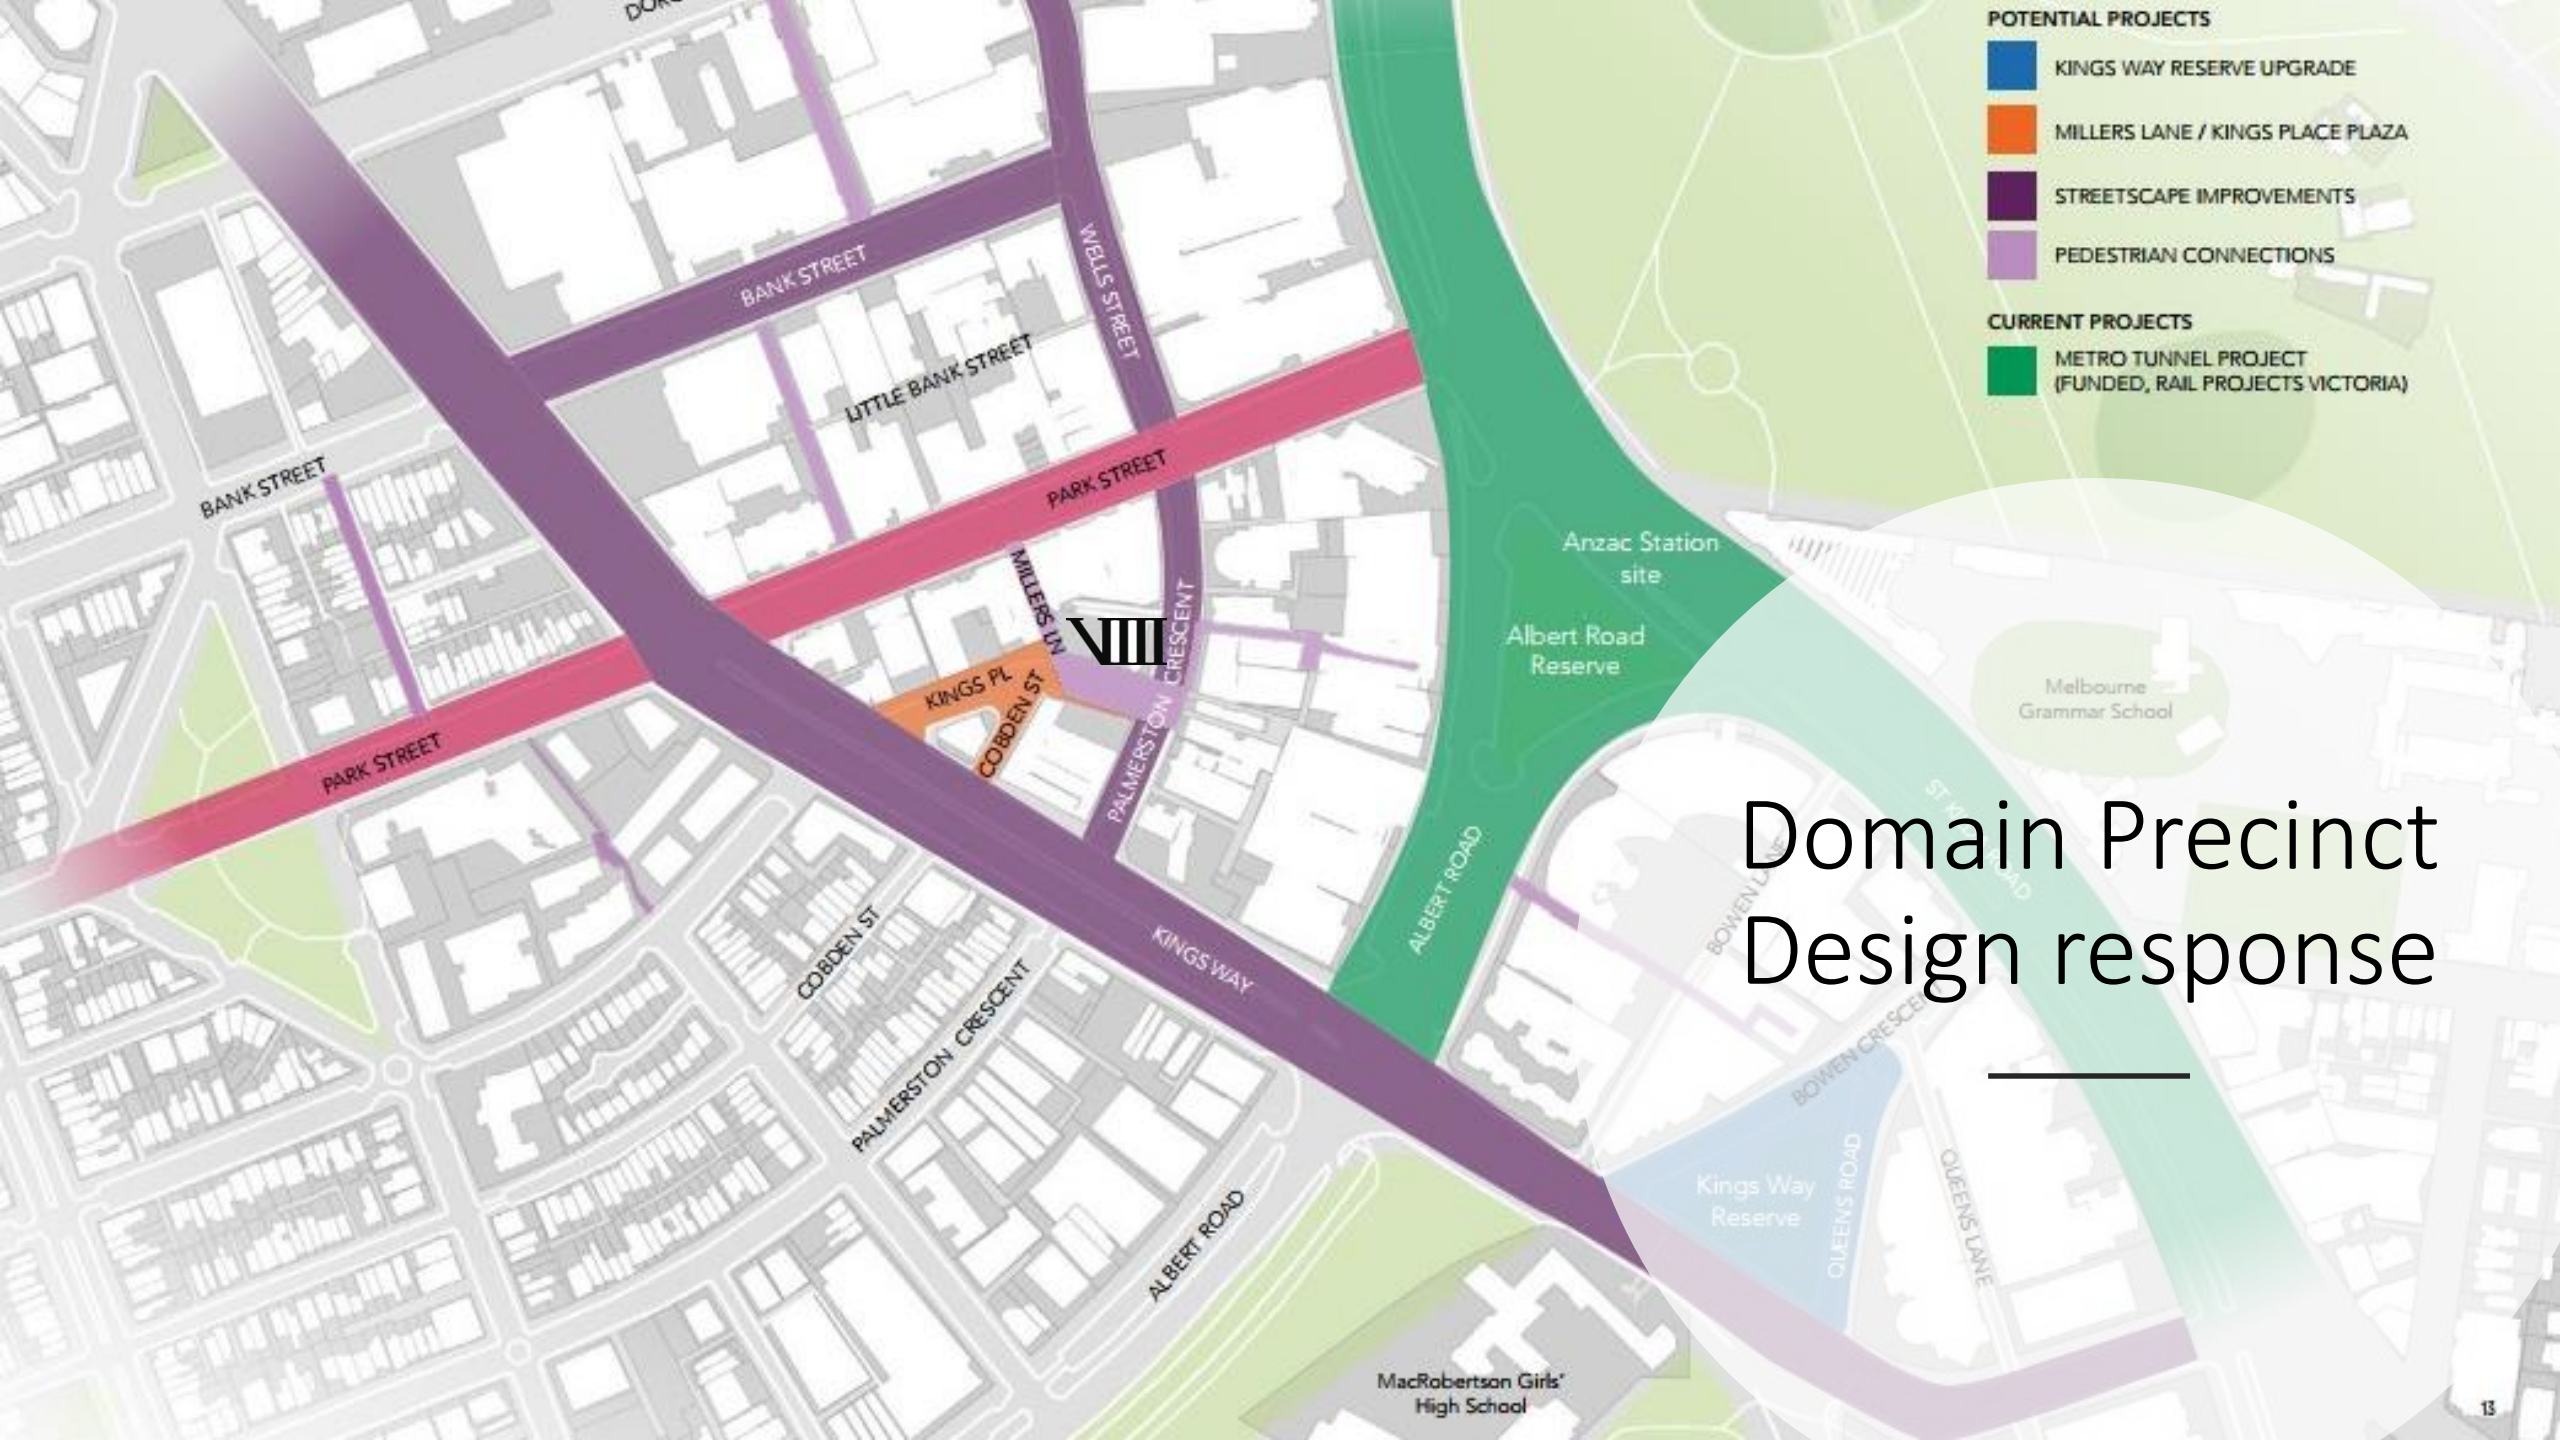 POTENTIAL PROJECTS
KINGS WAY RESERVE UPGRADE
MILLERS LANE / KINGS PLACE PLAZA
STREETSCAPE IMPROVEMENTS
PEDESTRIAN CONNECTIONS
CURRENT PROJECTS
METRO TUNNEL PROJECT
(FUNDED, RAIL PROJECTS VICTORIA)
BANK STREET
WELLS STREET
LITTLE BANK STREET
BANK STREET
PARK STREET
MILLERS LN
VIII
KINGS PL
COBDEN ST
PALMERSTON CRESCENT
PARK STREET
Anzac Station
site
Albert Road
Reserve
Melbourne
Grammar School
ALBERT ROAD
BOWEN LANE
Domain Precinct
Design response
COBDEN ST
PALMERSTON CRESCENT
KINGS WAY
BOWEN CRESCENT
Kings Way
Reserve
QUEENS ROAD
QUEENS LANE
ALBERT ROAD
MacRobertson Girls'
High School
13